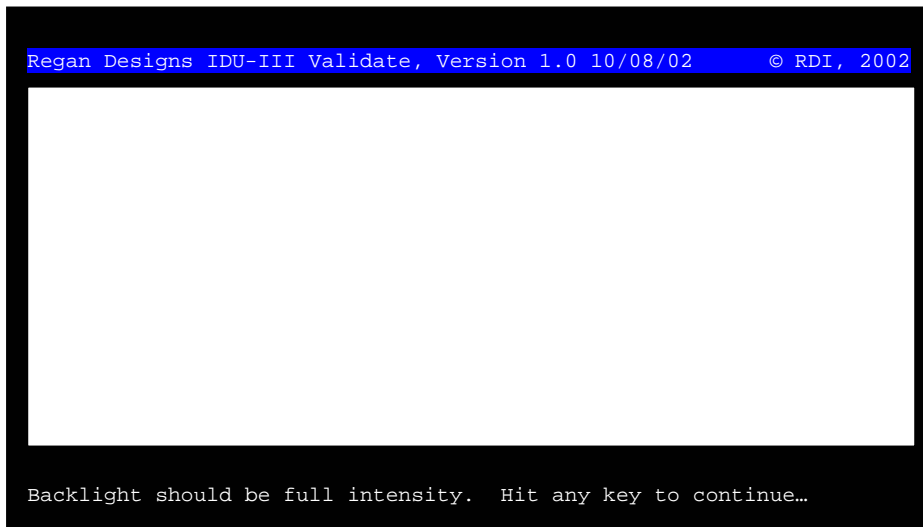 Regan Designs IDU-III Validate, Version 1.0 10/08/02 © RDI, 2002
Backlight should be full intensity. Hit any key to continue…